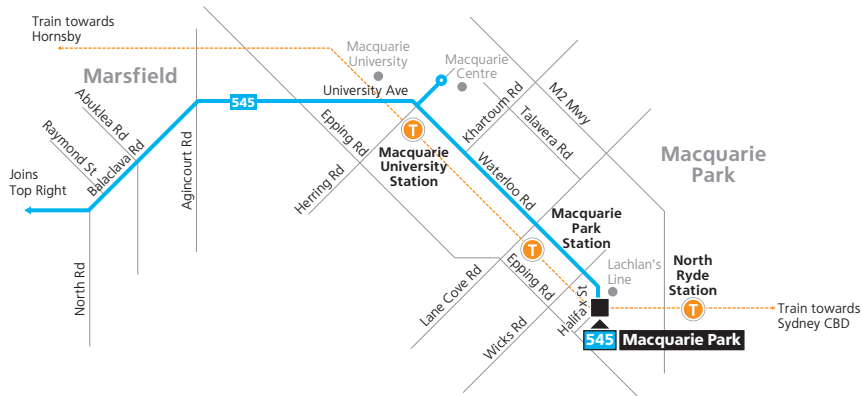 Train towards
Hornsby
Marsfield
Macquarie
University
Macquarie
Centre
University Ave
545
Abuklea Rd
Raymond St
Balaclava Rd
Agincourt Rd
Epping Rd
Herring Rd
T
Macquarie
University
Station
Khartoum Rd
M2 Mwy
Talavera Rd
Waterloo Rd
Macquarie
Park
Joins
Top Right
North Rd
Macquarie
Park
Station
T
Lane Cove Rd
Epping Rd
Wicks Rd
Halifax St
Lachlan's
Line
North
Ryde
Station
T
Train towards
Sydney CBD
545 Macquarie Park